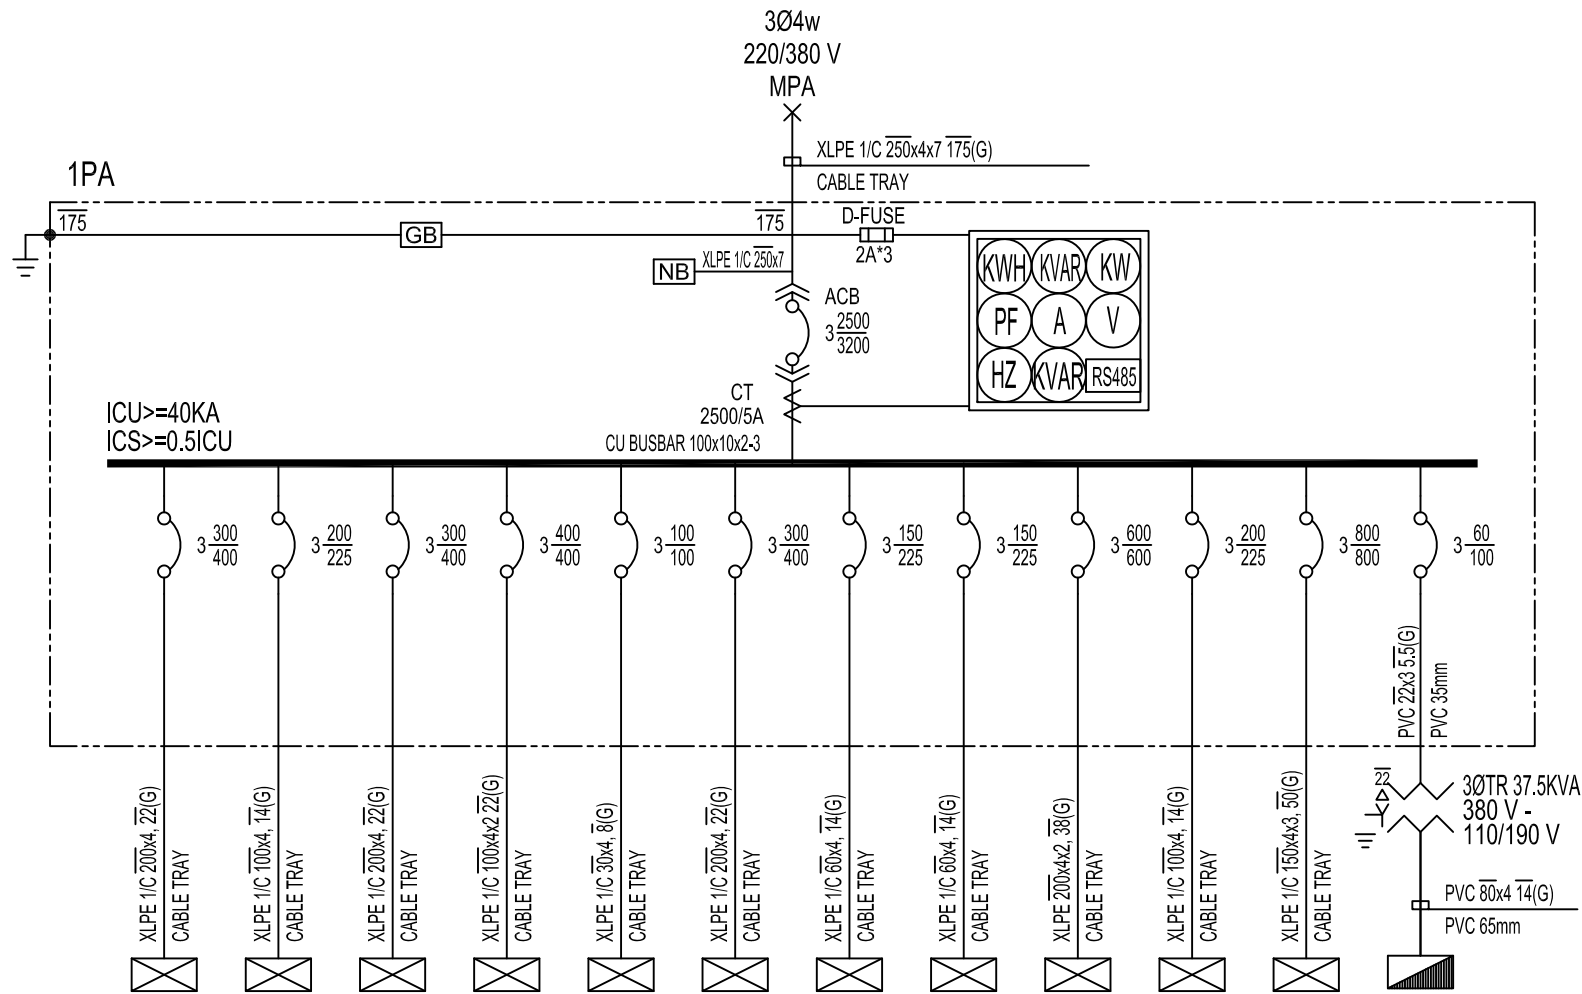 3Ø4w
220/380 V
MPA
XLPE 1/C 250x4x7 175(G)
CABLE TRAY
1PA
175
GB
175
D-FUSE
2A*3
NB
XLPE 1/C 250x7
KWH KVAR KW
PF A V
HZ KVAR RS485
ACB
3 2500/3200
CT
2500/5A
ICU>=40KA
ICS>=0.5ICU
CU BUSBAR 100x10x2-3
3 300/400
3 200/225
3 300/400
3 400/400
3 100/100
3 300/400
3 150/225
3 150/225
3 600/600
3 200/225
3 800/800
3 60/100
PVC 22x3 5.5(G)
PVC 35mm
XLPE 1/C 200x4, 22(G)
CABLE TRAY
XLPE 1/C 100x4, 14(G)
CABLE TRAY
XLPE 1/C 200x4, 22(G)
CABLE TRAY
XLPE 1/C 100x4x2 22(G)
CABLE TRAY
XLPE 1/C 30x4, 8(G)
CABLE TRAY
XLPE 1/C 200x4, 22(G)
CABLE TRAY
XLPE 1/C 60x4, 14(G)
CABLE TRAY
XLPE 1/C 60x4, 14(G)
CABLE TRAY
XLPE 200x4x2, 38(G)
CABLE TRAY
XLPE 1/C 100x4, 14(G)
CABLE TRAY
XLPE 1/C 150x4x3, 50(G)
CABLE TRAY
22
3ØTR 37.5KVA
380 V -
110/190 V
PVC 80x4 14(G)
PVC 65mm